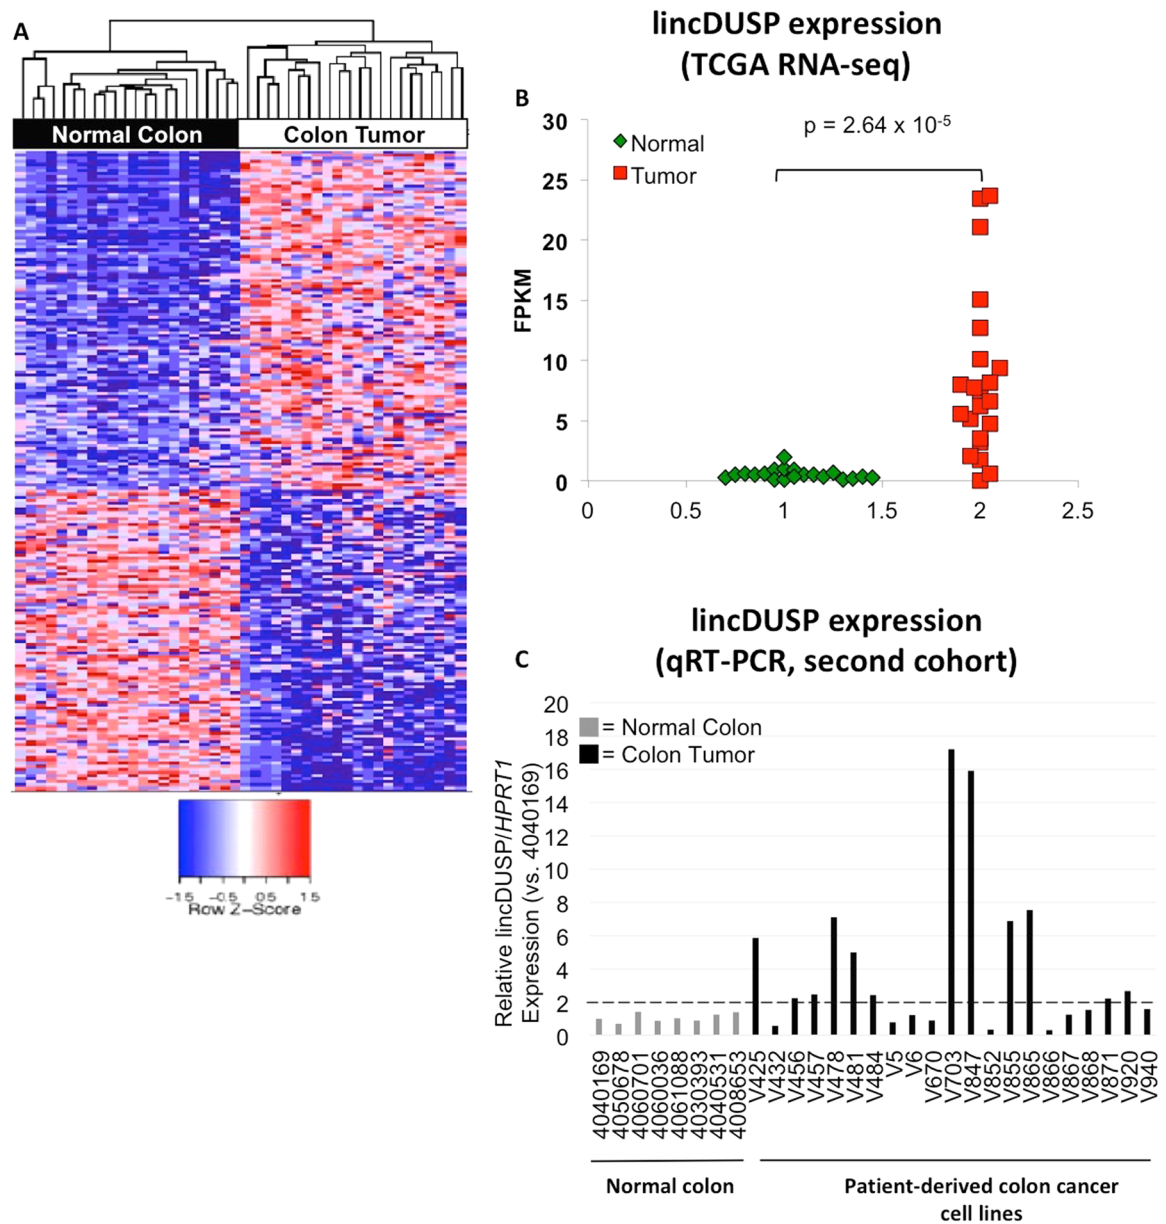 A
Normal Colon
Colon Tumor
-1.5 -0.5 0.5 1.5
Row Z-Score
lincDUSP expression
(TCGA RNA-seq)
B
p = 2.64 x 10-5
Normal
Tumor
FPKM
30
25
20
15
10
5
0
0 0.5 1 1.5 2 2.5
lincDUSP expression
(qRT-PCR, second cohort)
C
= Normal Colon
= Colon Tumor
Relative lincDUSP/HPRT1
Expression (vs. 4040169)
20
18
16
14
12
10
8
6
4
2
0
4040169
4050678
4060701
4060036
4061088
4030393
4040531
4008653
V425
V432
V456
V457
V478
V481
V484
V5
V6
V670
V703
V847
V852
V855
V865
V866
V867
V868
V871
V920
V940
Normal colon
Patient-derived colon cancer
cell lines